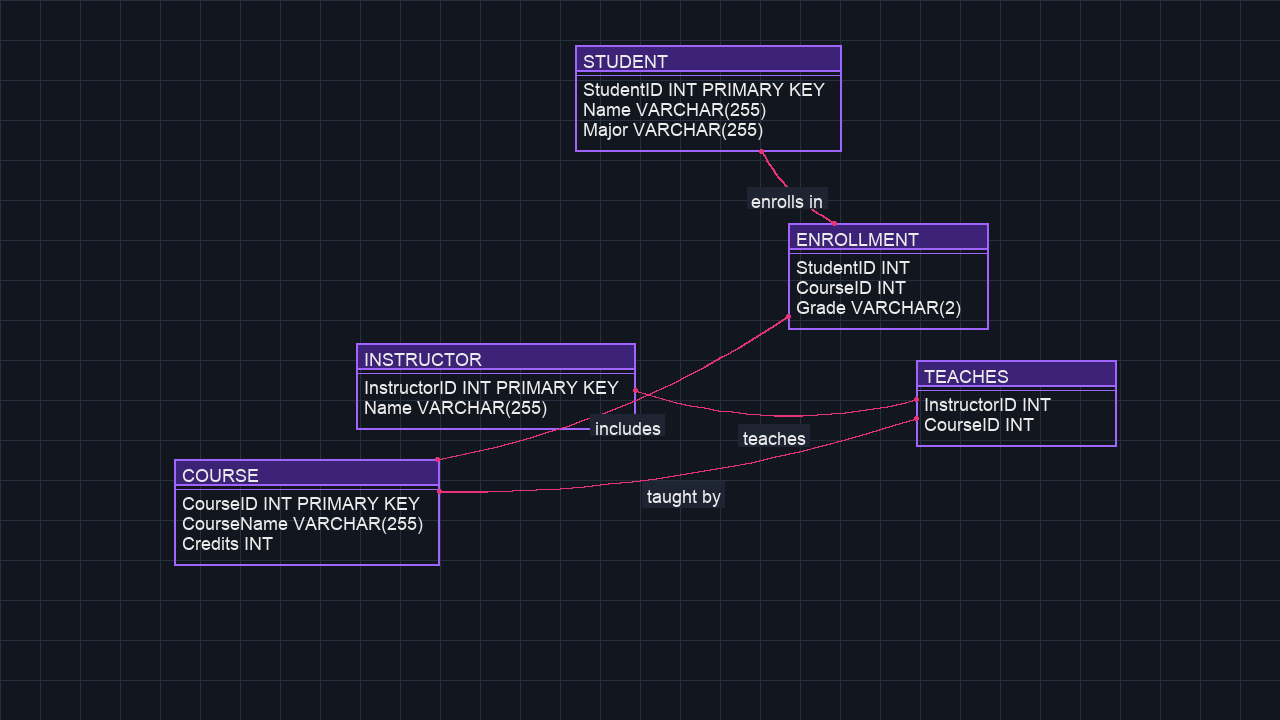 STUDENT
StudentID INT PRIMARY KEY
Name VARCHAR(255)
Major VARCHAR(255)
enrolls in
ENROLLMENT
StudentID INT
CourseID INT
Grade VARCHAR(2)
INSTRUCTOR
InstructorID INT PRIMARY KEY
Name VARCHAR(255)
TEACHES
InstructorID INT
CourseID INT
includes
teaches
COURSE
CourseID INT PRIMARY KEY
CourseName VARCHAR(255)
Credits INT
taught by